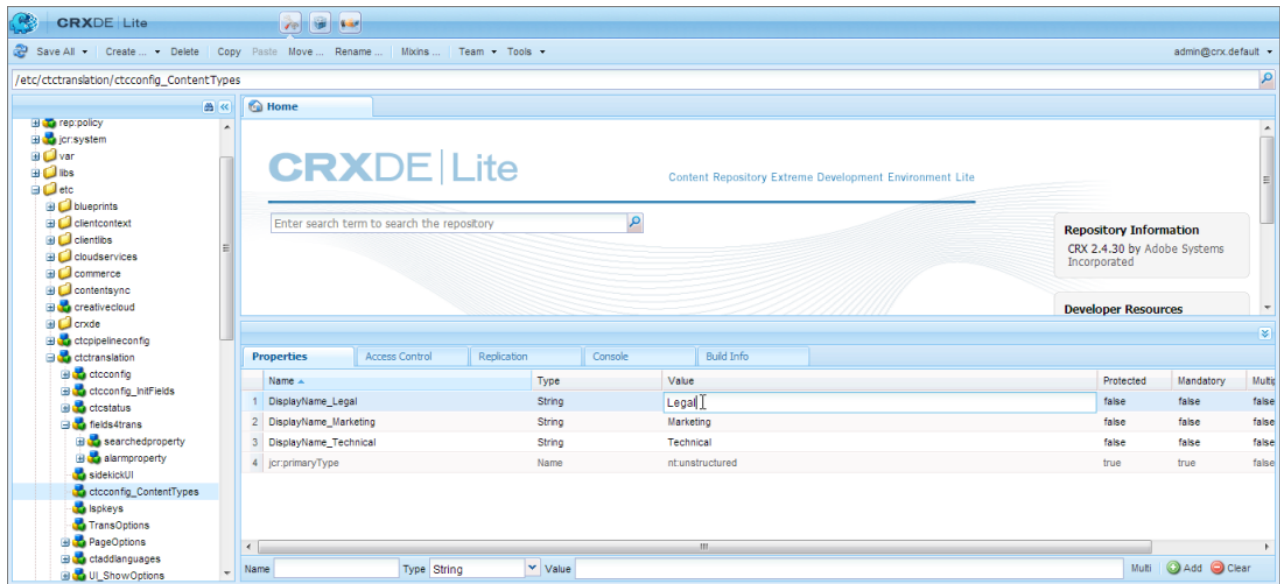 CRXDE | Lite
Save All Create ... Delete Copy Paste Move ... Rename ... Mixins ... Team Tools admin@crx.default
/etc/ctctranslation/ctcconfig_ContentTypes
Home
rep:policy
jcr:system
var
libs
etc
blueprints
clientcontext
clientlibs
cloudservices
commerce
contentsync
creativecloud
crxde
ctcpipelineconfig
ctctranslation
ctcconfig
ctcconfig_InitFields
ctcstatus
fields4trans
searchedproperty
alarmproperty
sidekickUI
ctcconfig_ContentTypes
lspkeys
TransOptions
PageOptions
ctaddlanguages
UI_ShowOptions
CRXDE | Lite
Content Repository Extreme Development Environment Lite
Enter search term to search the repository
Repository Information
CRX 2.4.30 by Adobe Systems
Incorporated
Developer Resources
Properties Access Control Replication Console Build Info
Name Type Value Protected Mandatory Multip
1 DisplayName_Legal String Legal false false false
2 DisplayName_Marketing String Marketing false false false
3 DisplayName_Technical String Technical false false false
4 jcr:primaryType Name nt:unstructured true true false
Name Type String Value Multi Add Clear